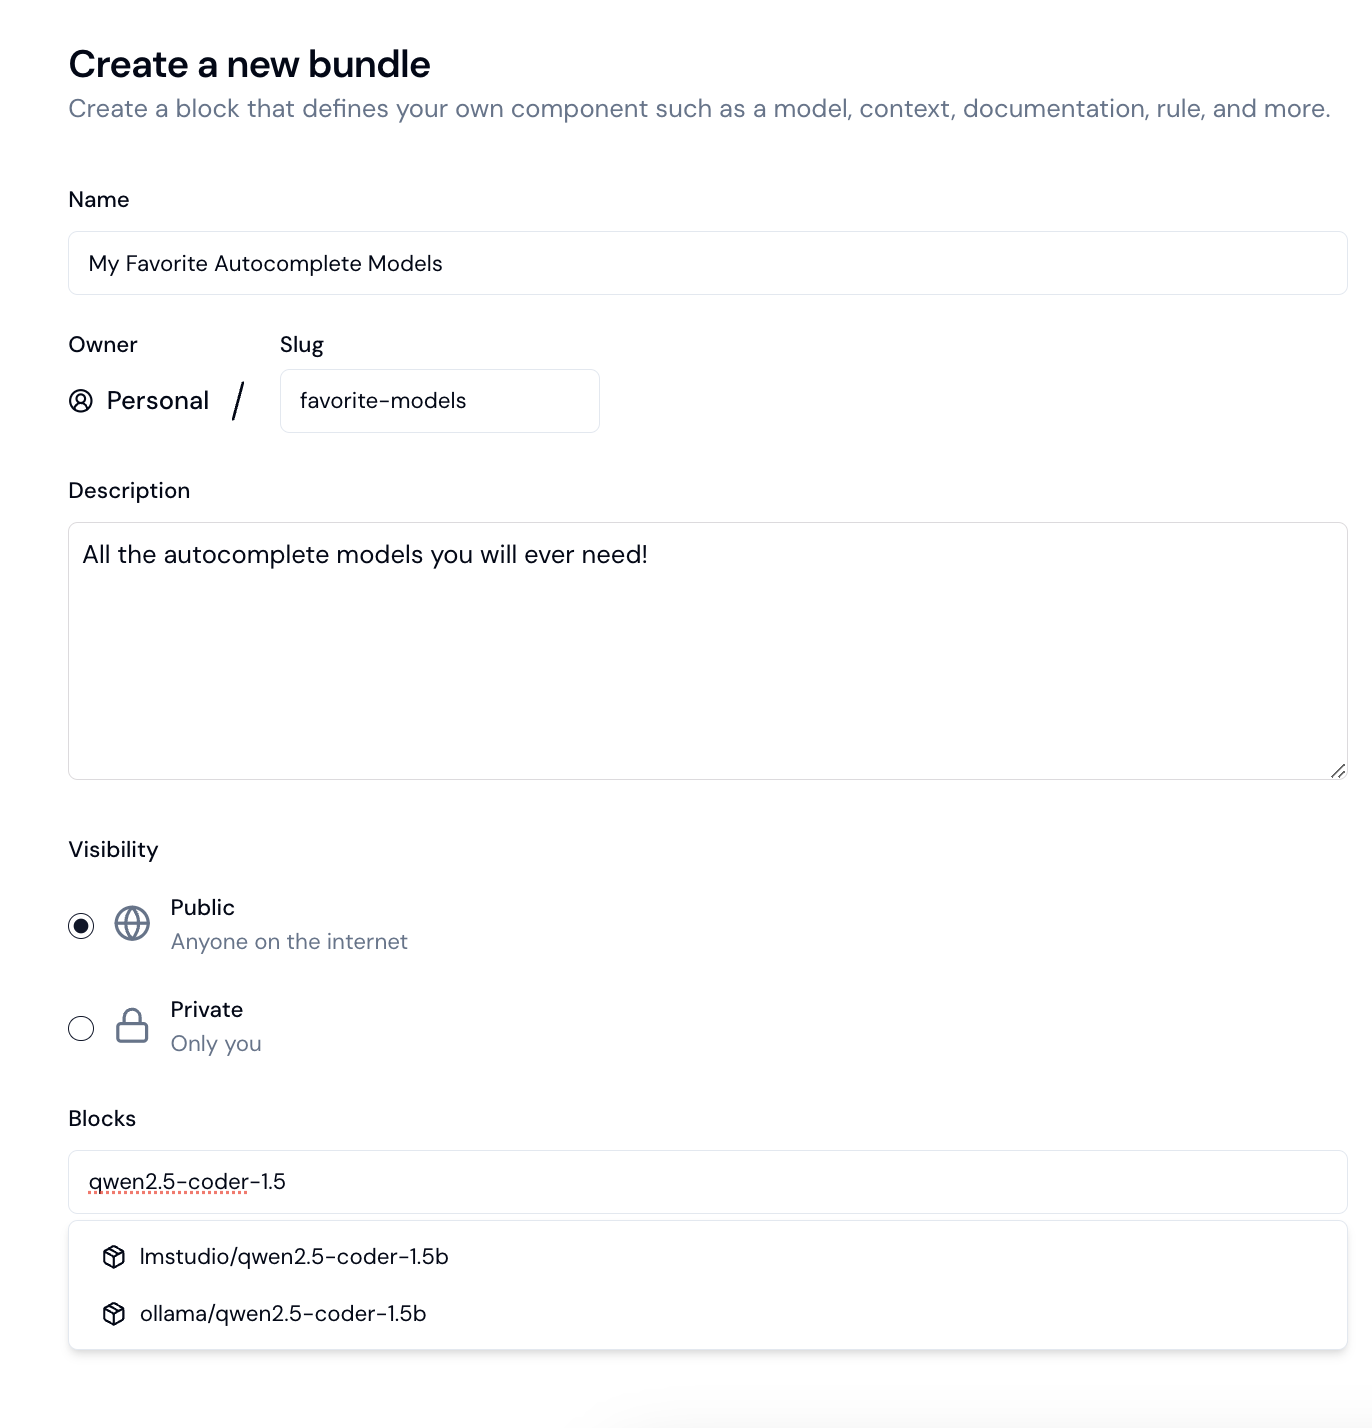 Create a new bundle
Create a block that defines your own component such as a model, context, documentation, rule, and more.
Name
My Favorite Autocomplete Models
Owner Slug
Personal / favorite-models
Description
All the autocomplete models you will ever need!
Visibility
Public
Anyone on the internet
Private
Only you
Blocks
qwen2.5-coder-1.5
lmstudio/qwen2.5-coder-1.5b
ollama/qwen2.5-coder-1.5b